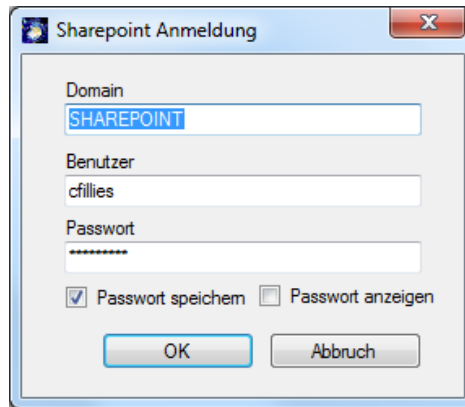 Sharepoint Anmeldung
Domain
SHAREPOINT
Benutzer
cfillies
Passwort
*********
Passwort speichern Passwort anzeigen
OK Abbruch